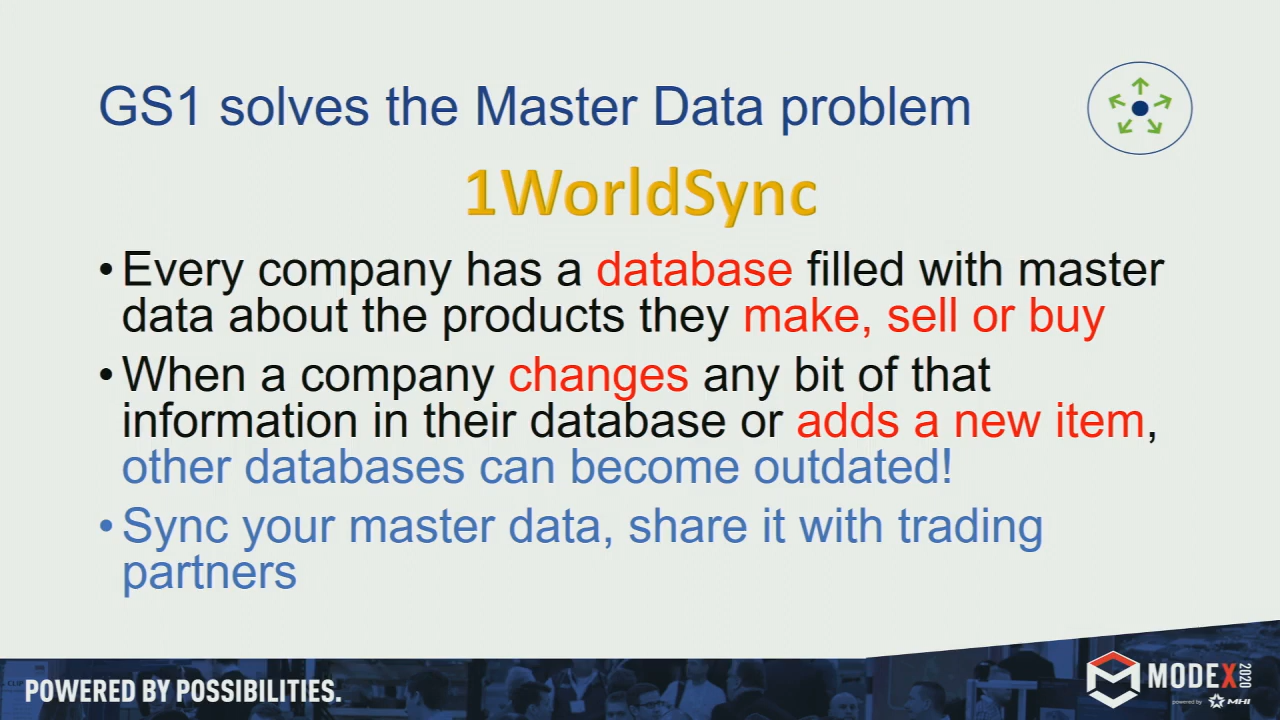 GS1 solves the Master Data problem
1WorldSync
• Every company has a database filled with master
data about the products they make, sell or buy
• When a company changes any bit of that
information in their database or adds a new item,
other databases can become outdated!
• Sync your master data, share it with trading
partners
POWERED BY POSSIBILITIES.
MODEX 2020
powered by MHI